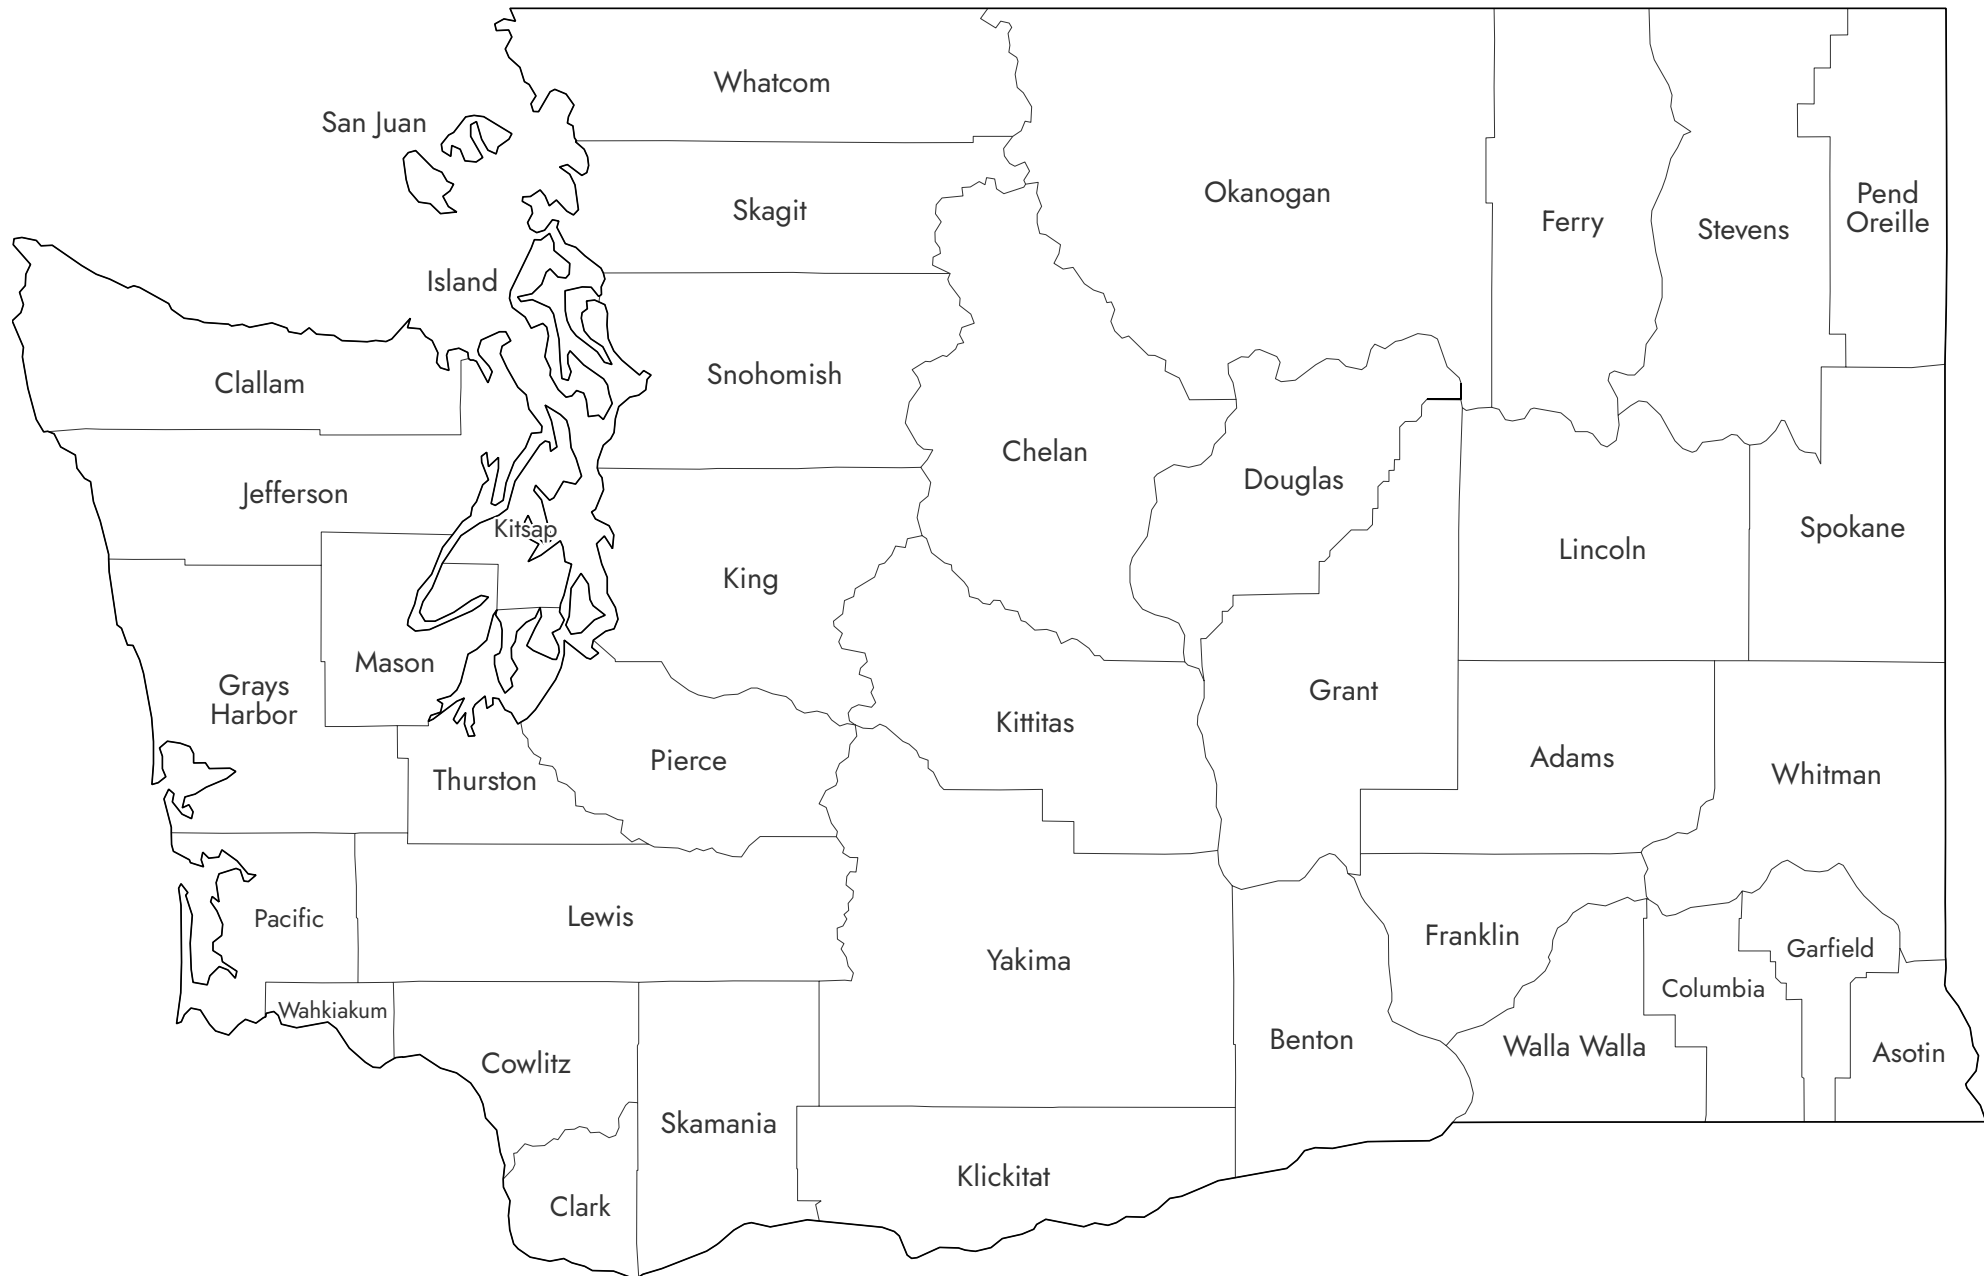 Whatcom
San Juan
Skagit
Okanogan
Ferry
Stevens
Pend
Oreille
Island
Clallam
Snohomish
Chelan
Douglas
Jefferson
Kitsap
King
Lincoln
Spokane
Mason
Grays
Harbor
Kittitas
Grant
Thurston
Pierce
Adams
Whitman
Pacific
Lewis
Yakima
Franklin
Garfield
Columbia
Wahkiakum
Cowlitz
Benton
Walla Walla
Asotin
Skamania
Klickitat
Clark